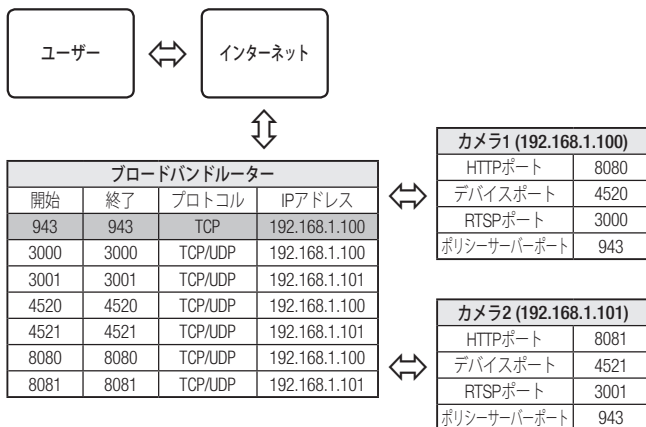 ユーザー
インターネット
ブロードバンドルーター
開始 終了 プロトコル IPアドレス
943 943 TCP 192.168.1.100
3000 3000 TCP/UDP 192.168.1.100
3001 3001 TCP/UDP 192.168.1.101
4520 4520 TCP/UDP 192.168.1.100
4521 4521 TCP/UDP 192.168.1.101
8080 8080 TCP/UDP 192.168.1.100
8081 8081 TCP/UDP 192.168.1.101
カメラ1 (192.168.1.100)
HTTPポート 8080
デバイスポート 4520
RTSPポート 3000
ポリシーサーバーポート 943
カメラ2 (192.168.1.101)
HTTPポート 8081
デバイスポート 4521
RTSPポート 3001
ポリシーサーバーポート 943